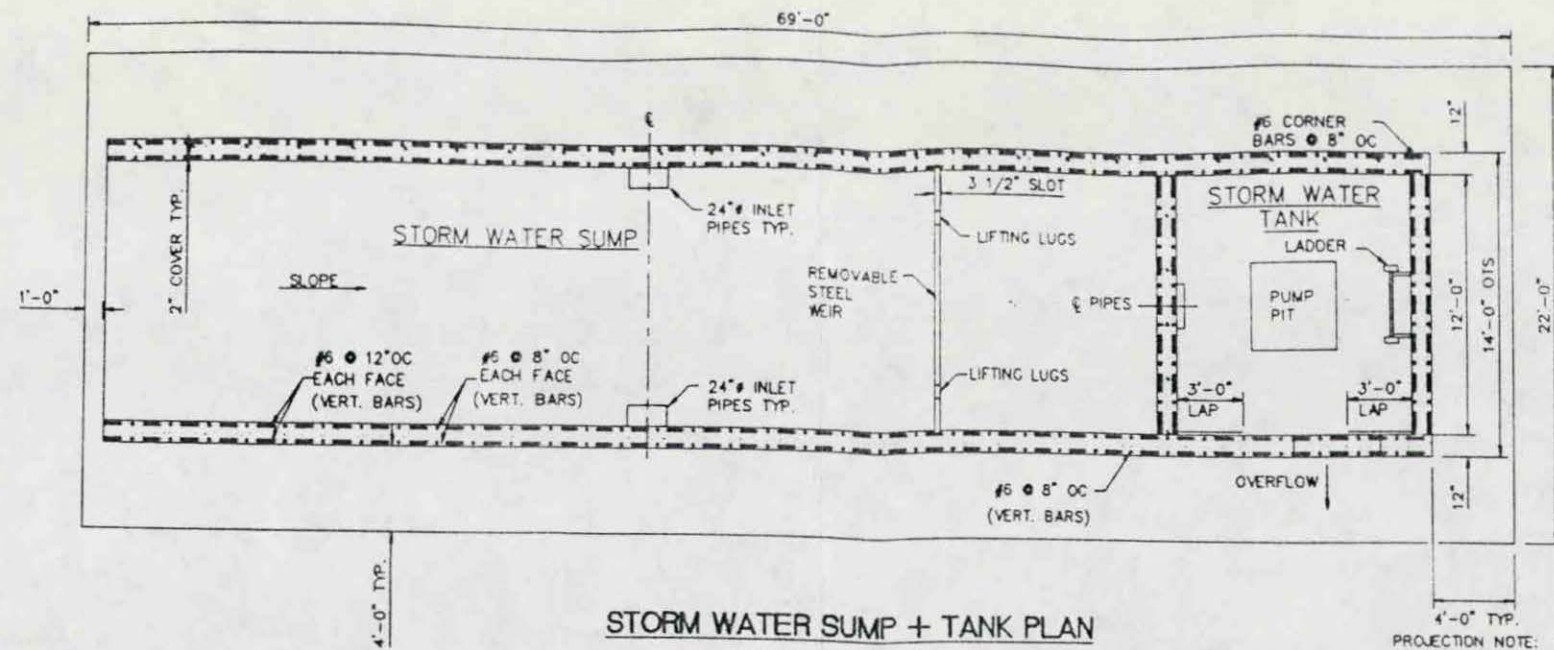 69'-0"
℄
#6 CORNER
BARS @ 8" OC
12"
2" COVER TYP.
STORM WATER SUMP
24"ø INLET
PIPES TYP.
3 1/2" SLOT
LIFTING LUGS
STORM WATER
TANK
LADDER
SLOPE
1'-0"
REMOVABLE
STEEL
WEIR
℄ PIPES
PUMP
PIT
12'-0"
14'-0" OTS
22'-0"
#6 @ 12"OC
EACH FACE
(VERT. BARS)
#6 @ 8" OC
EACH FACE
(VERT. BARS)
24"ø INLET
PIPES TYP.
LIFTING LUGS
3'-0"
LAP
3'-0"
LAP
#6 @ 8" OC
(VERT. BARS)
OVERFLOW
12"
4'-0" TYP.
STORM WATER SUMP + TANK PLAN
4'-0" TYP.
PROJECTION NOTE: